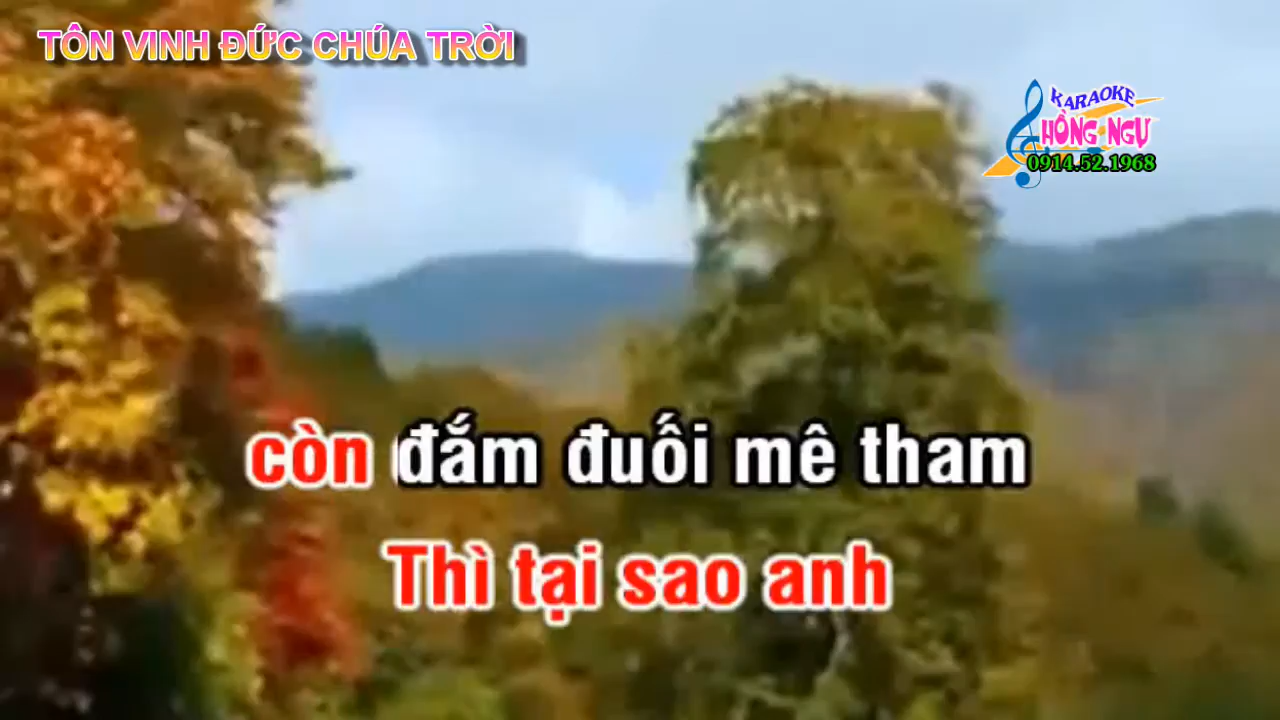 TÔN VINH ĐỨC CHÚA TRỜI
KARAOKE
HỒNG NGỰ
0914.52.1968
còn đắm đuối mê tham
Thì tại sao anh